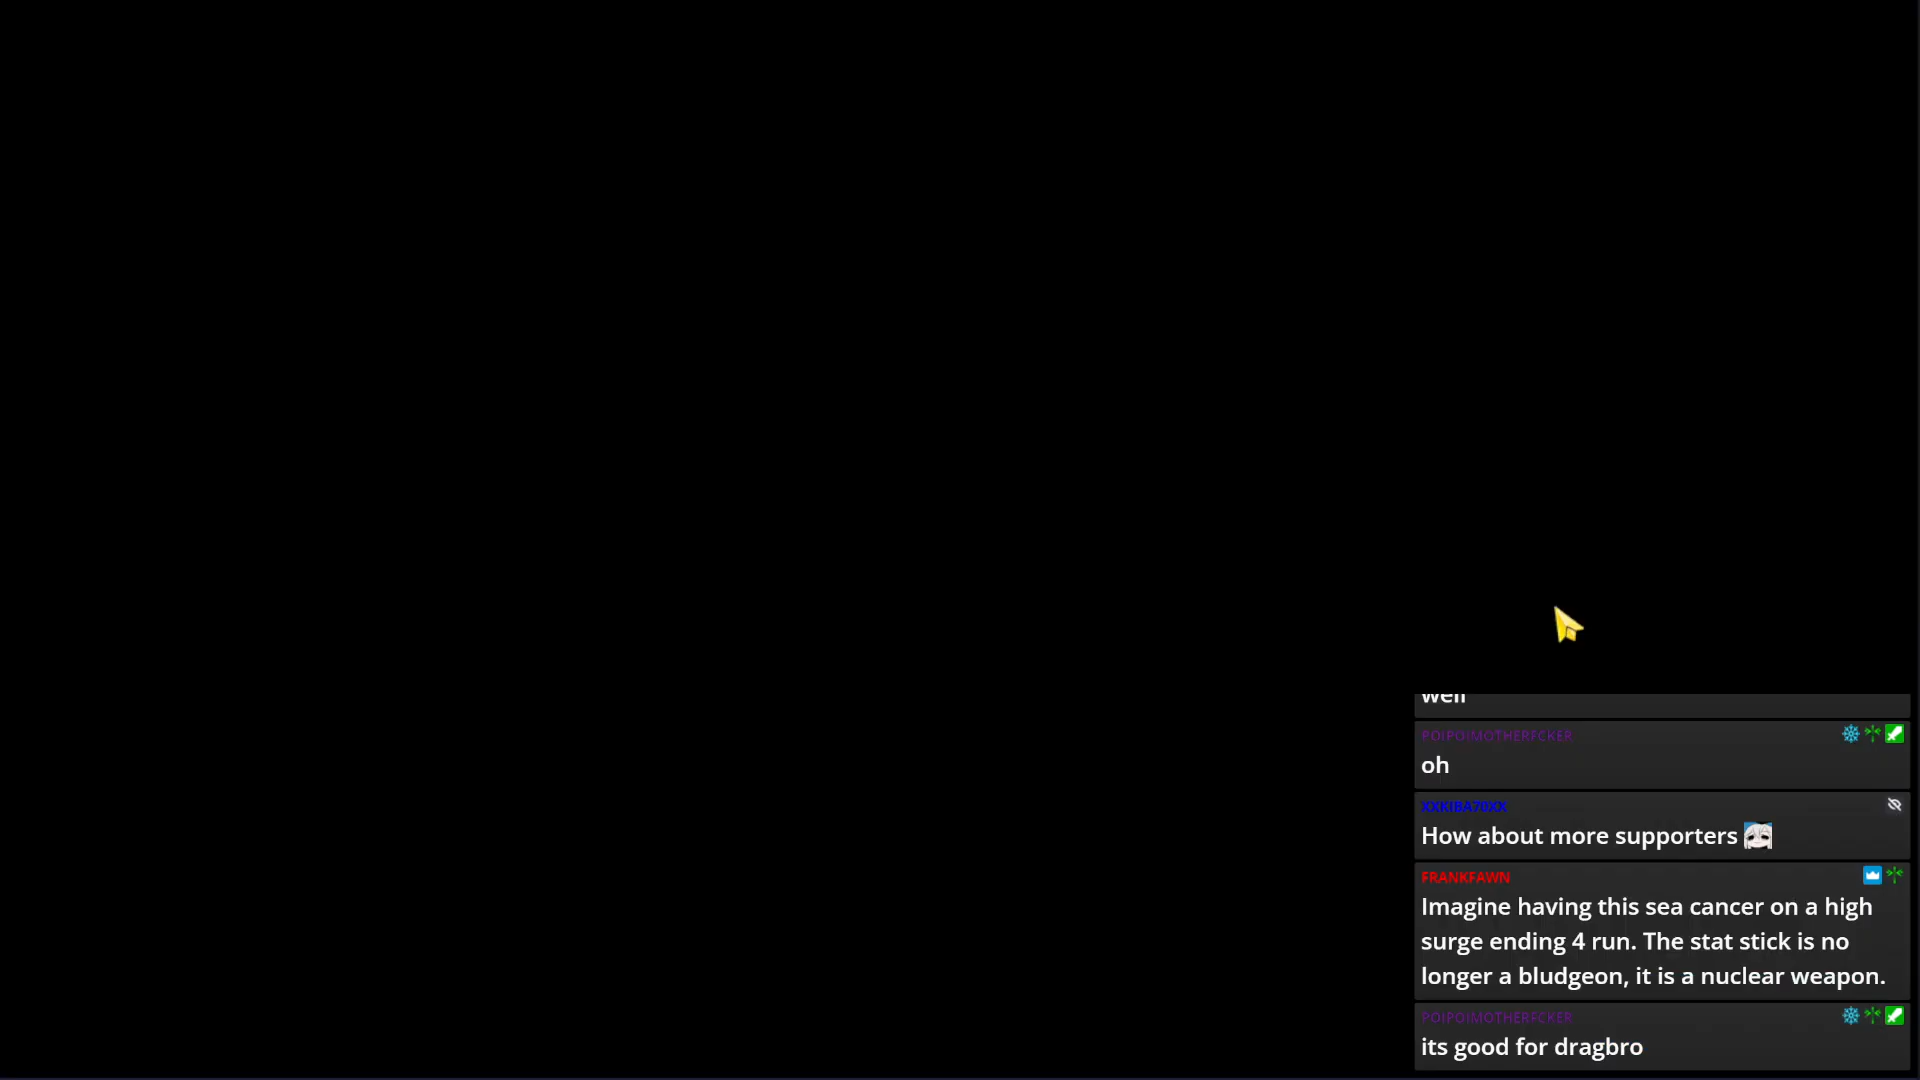 well
POIPOIMOTHERFCKER
oh
XXKIBA70XX
How about more supporters
FRANKFAWN
Imagine having this sea cancer on a high
surge ending 4 run. The stat stick is no
longer a bludgeon, it is a nuclear weapon.
POIPOIMOTHERFCKER
its good for dragbro